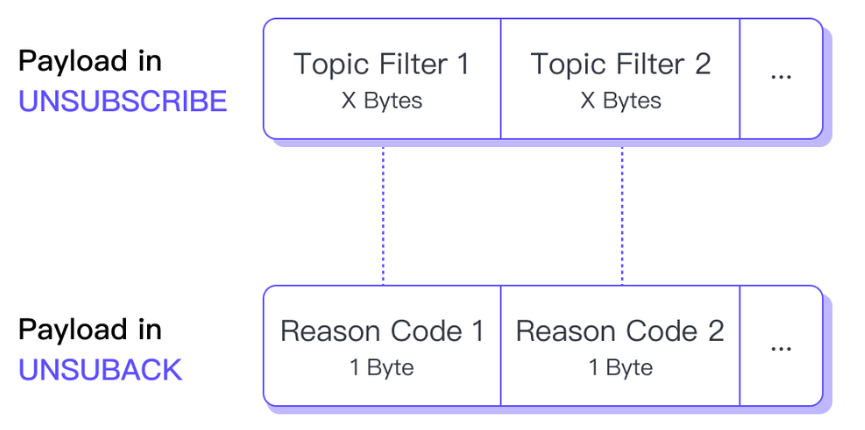 Payload in
UNSUBSCRIBE
Topic Filter 1
X Bytes
Topic Filter 2
X Bytes
...
Payload in
UNSUBACK
Reason Code 1
1 Byte
Reason Code 2
1 Byte
...